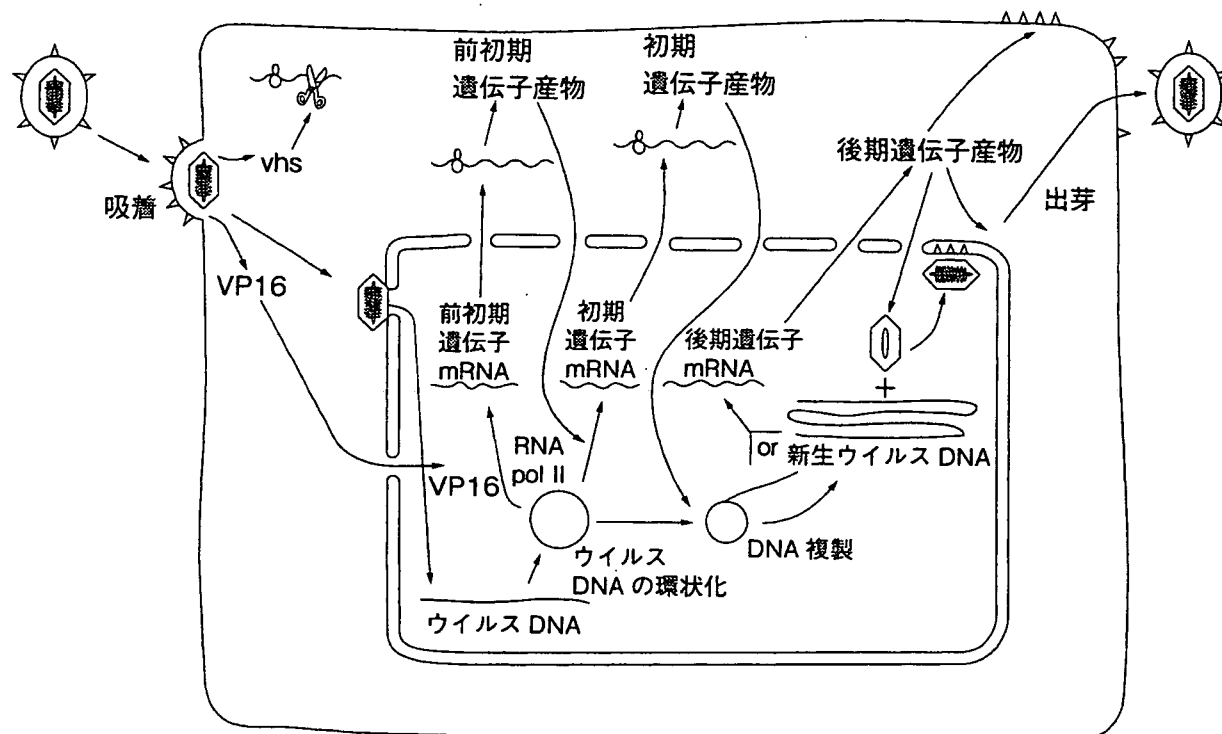 前初期
遺伝子産物
初期
遺伝子産物
vhs
吸着
後期遺伝子産物
出芽
VP16
前初期
遺伝子
mRNA
初期
遺伝子
mRNA
後期遺伝子
mRNA
+
or
新生ウイルス DNA
RNA
pol II
VP16
DNA 複製
ウイルス
DNA の環状化
ウイルス DNA